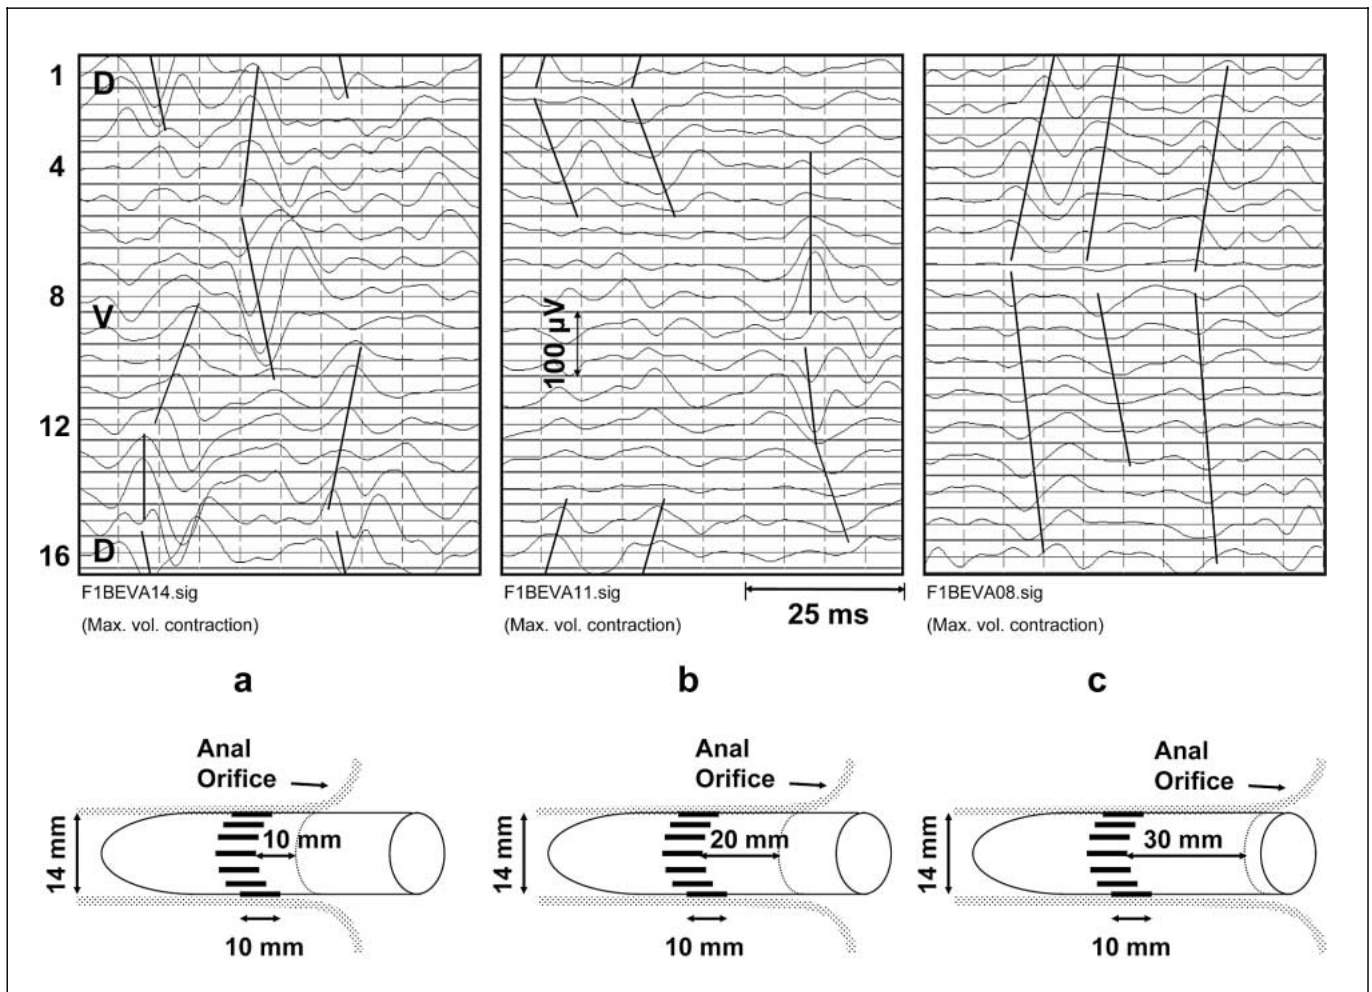 1
D
4
8
V
12
16
D
100 µV
F1BEVA14.sig
(Max. vol. contraction)
F1BEVA11.sig
(Max. vol. contraction)
25 ms
F1BEVA08.sig
(Max. vol. contraction)
a
b
c
Anal
Orifice
14 mm
10 mm
10 mm
Anal
Orifice
14 mm
20 mm
10 mm
Anal
Orifice
14 mm
30 mm
10 mm